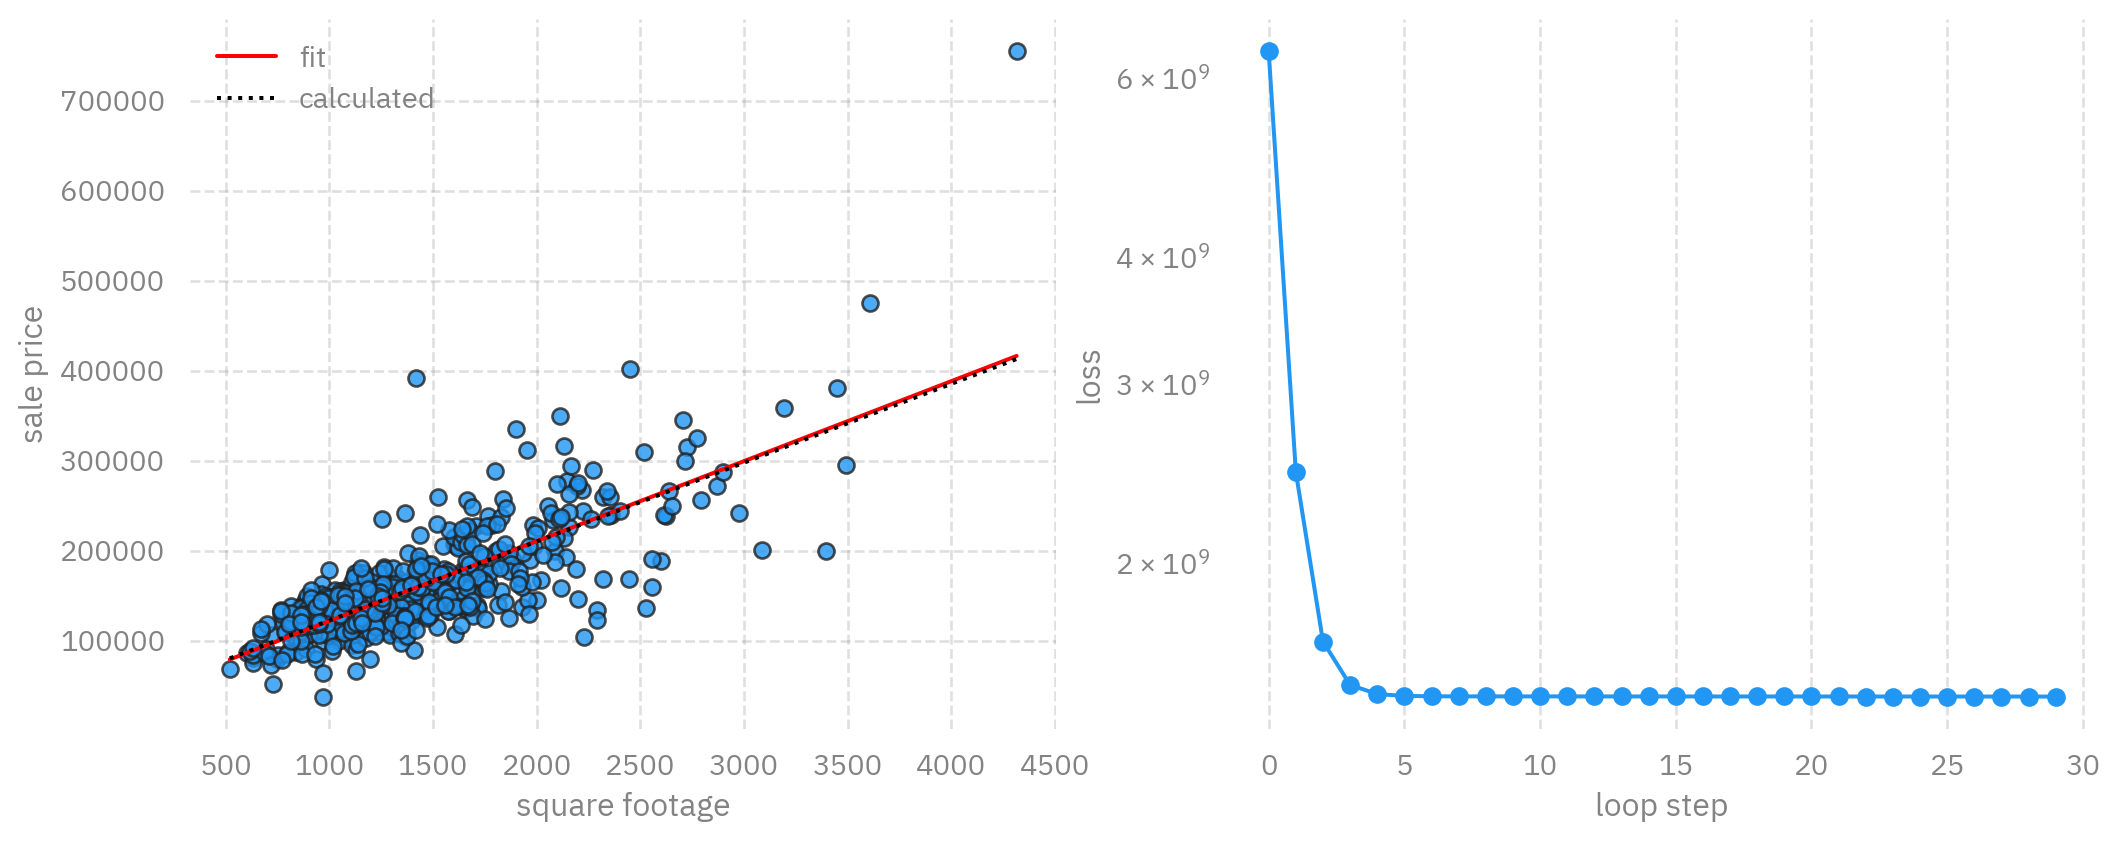 fit
calculated
700000
600000
500000
400000
300000
200000
100000
sale price
500 1000 1500 2000 2500 3000 3500 4000 4500
square footage
6 × 10⁹
4 × 10⁹
3 × 10⁹
2 × 10⁹
loss
0 5 10 15 20 25 30
loop step